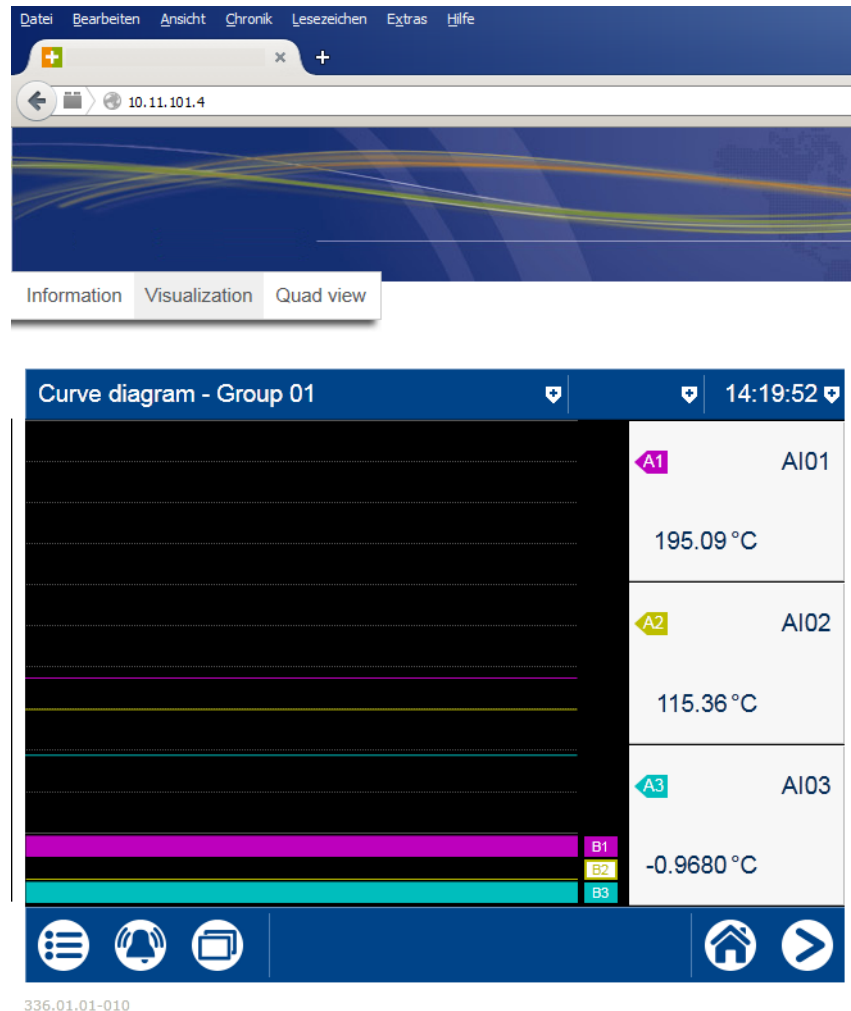 Datei Bearbeiten Ansicht Chronik Lesezeichen Extras Hilfe
10.11.101.4
Information Visualization Quad view
Curve diagram - Group 01 14:19:52
A1 AI01
195.09 °C
A2 AI02
115.36 °C
A3 AI03
-0.9680 °C
B1
B2
B3
336.01.01-010